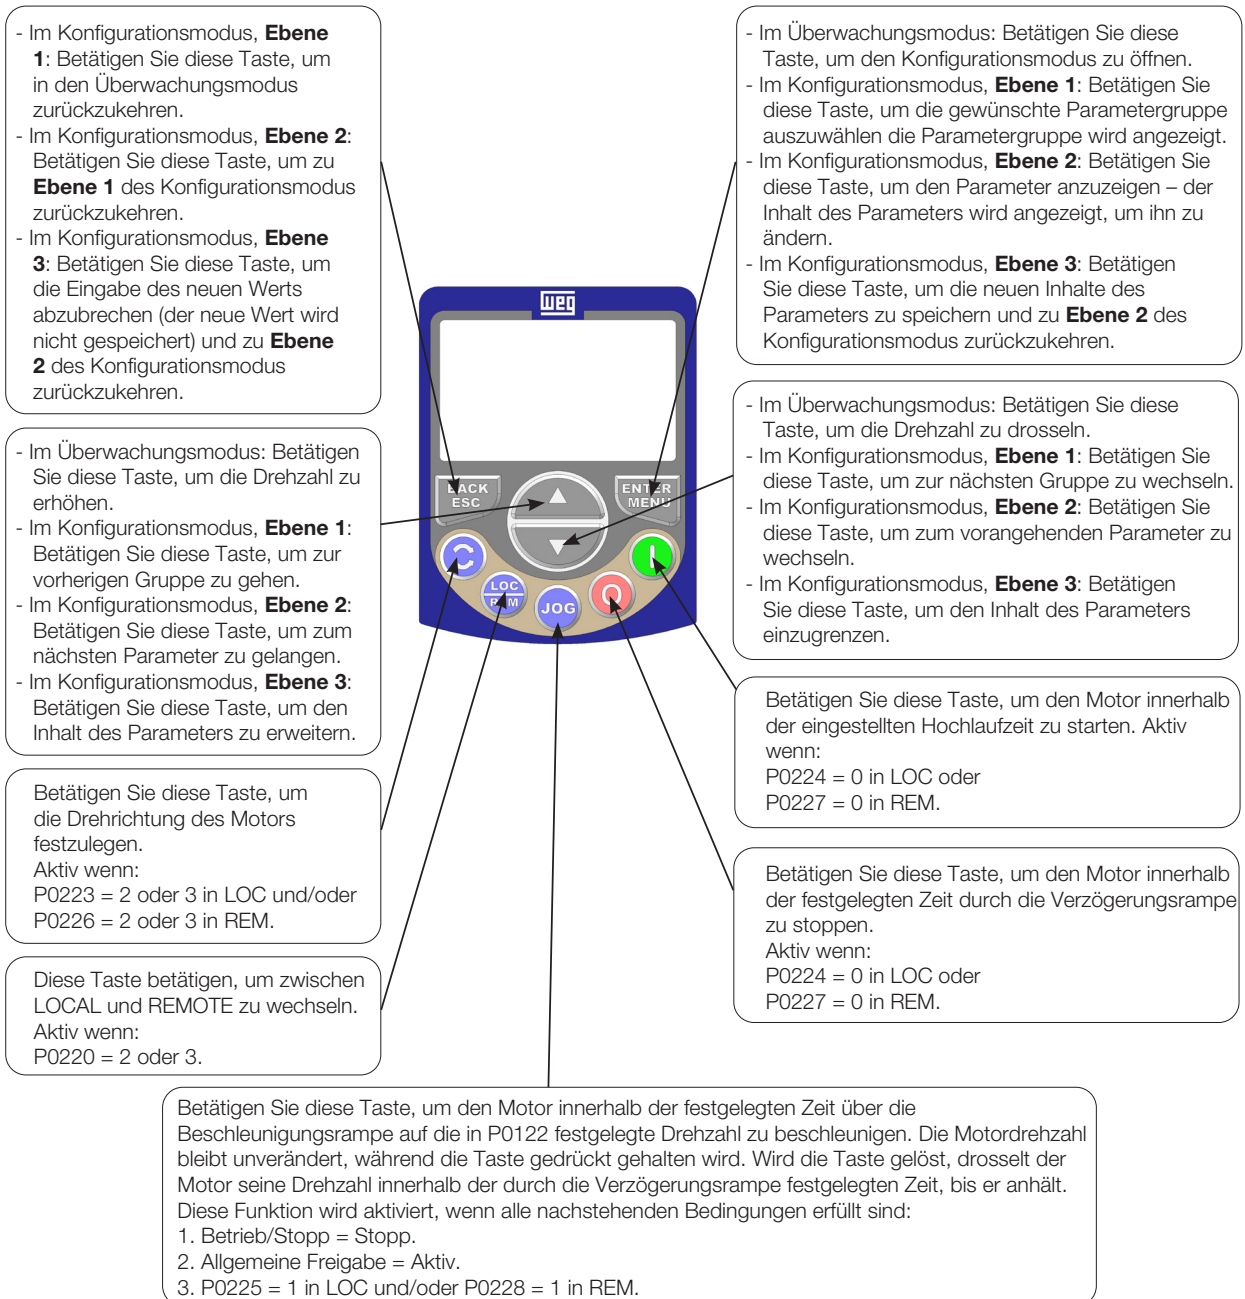 - Im Konfigurationsmodus, Ebene
1: Betätigen Sie diese Taste, um
in den Überwachungsmodus
zurückzukehren.
- Im Konfigurationsmodus, Ebene 2:
Betätigen Sie diese Taste, um zu
Ebene 1 des Konfigurationsmodus
zurückzukehren.
- Im Konfigurationsmodus, Ebene
3: Betätigen Sie diese Taste, um
die Eingabe des neuen Werts
abzubrechen (der neue Wert wird
nicht gespeichert) und zu Ebene
2 des Konfigurationsmodus
zurückzukehren.
- Im Überwachungsmodus: Betätigen Sie diese
Taste, um den Konfigurationsmodus zu öffnen.
- Im Konfigurationsmodus, Ebene 1: Betätigen Sie
diese Taste, um die gewünschte Parametergruppe
auszuwählen die Parametergruppe wird angezeigt.
- Im Konfigurationsmodus, Ebene 2: Betätigen Sie
diese Taste, um den Parameter anzuzeigen – der
Inhalt des Parameters wird angezeigt, um ihn zu
ändern.
- Im Konfigurationsmodus, Ebene 3: Betätigen
Sie diese Taste, um die neuen Inhalte des
Parameters zu speichern und zu Ebene 2 des
Konfigurationsmodus zurückzukehren.
- Im Überwachungsmodus: Betätigen
Sie diese Taste, um die Drehzahl zu
erhöhen.
- Im Konfigurationsmodus, Ebene 1:
Betätigen Sie diese Taste, um zur
vorherigen Gruppe zu gehen.
- Im Konfigurationsmodus, Ebene 2:
Betätigen Sie diese Taste, um zum
nächsten Parameter zu gelangen.
- Im Konfigurationsmodus, Ebene 3:
Betätigen Sie diese Taste, um den
Inhalt des Parameters zu erweitern.
weg
BACK
ESC
ENTER
MENU
LOC
REM
JOG
- Im Überwachungsmodus: Betätigen Sie diese
Taste, um die Drehzahl zu drosseln.
- Im Konfigurationsmodus, Ebene 1: Betätigen Sie
diese Taste, um zur nächsten Gruppe zu wechseln.
- Im Konfigurationsmodus, Ebene 2: Betätigen Sie
diese Taste, um zum vorangehenden Parameter zu
wechseln.
- Im Konfigurationsmodus, Ebene 3: Betätigen
Sie diese Taste, um den Inhalt des Parameters
einzugrenzen.
Betätigen Sie diese Taste, um den Motor innerhalb
der eingestellten Hochlaufzeit zu starten. Aktiv
wenn:
P0224 = 0 in LOC oder
P0227 = 0 in REM.
Betätigen Sie diese Taste, um
die Drehrichtung des Motors
festzulegen.
Aktiv wenn:
P0223 = 2 oder 3 in LOC und/oder
P0226 = 2 oder 3 in REM.
Betätigen Sie diese Taste, um den Motor innerhalb
der festgelegten Zeit durch die Verzögerungsrampe
zu stoppen.
Aktiv wenn:
P0224 = 0 in LOC oder
P0227 = 0 in REM.
Diese Taste betätigen, um zwischen
LOCAL und REMOTE zu wechseln.
Aktiv wenn:
P0220 = 2 oder 3.
Betätigen Sie diese Taste, um den Motor innerhalb der festgelegten Zeit über die
Beschleunigungsrampe auf die in P0122 festgelegte Drehzahl zu beschleunigen. Die Motordrehzahl
bleibt unverändert, während die Taste gedrückt gehalten wird. Wird die Taste gelöst, drosselt der
Motor seine Drehzahl innerhalb der durch die Verzögerungsrampe festgelegten Zeit, bis er anhält.
Diese Funktion wird aktiviert, wenn alle nachstehenden Bedingungen erfüllt sind:
1. Betrieb/Stopp = Stopp.
2. Allgemeine Freigabe = Aktiv.
3. P0225 = 1 in LOC und/oder P0228 = 1 in REM.